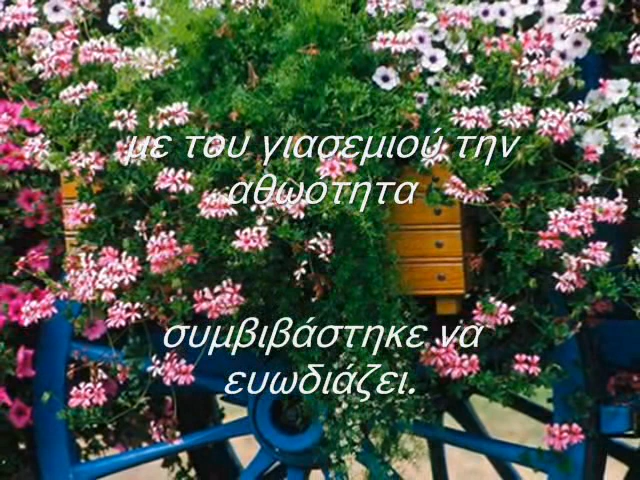 με του γιασεμιού την
αθωότητα
συμβιβάστηκε να
ευωδιάζει.